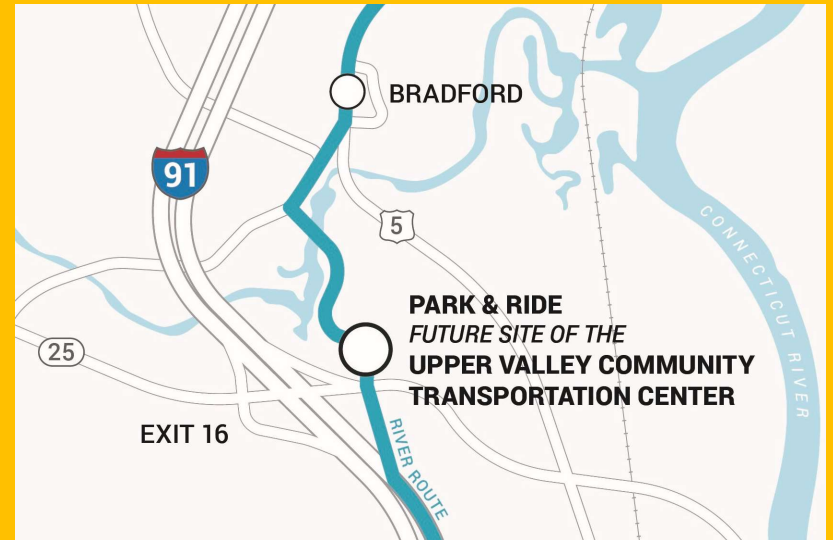 BRADFORD
91
5
CONNECTICUT RIVER
PARK & RIDE
FUTURE SITE OF THE
UPPER VALLEY COMMUNITY
TRANSPORTATION CENTER
25
EXIT 16
RIVER ROUTE